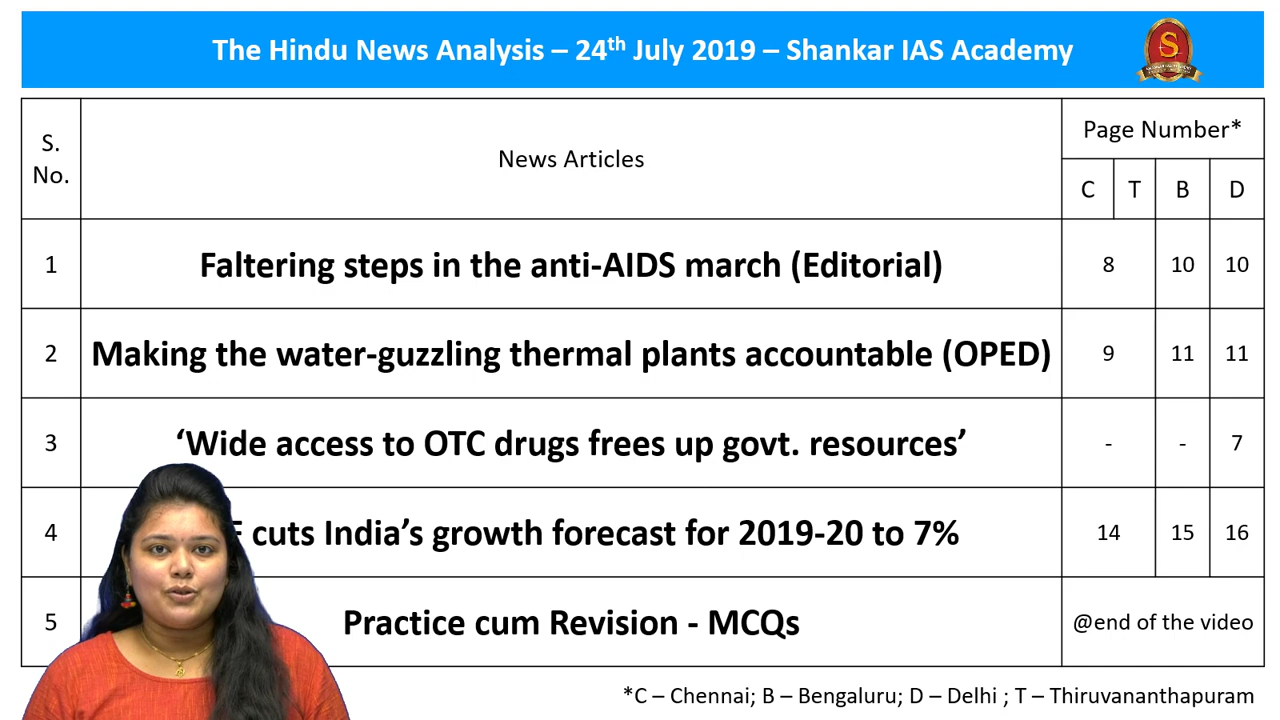 The Hindu News Analysis – 24th July 2019 – Shankar IAS Academy
S. No.
News Articles
Page Number*
C T B D
1 Faltering steps in the anti-AIDS march (Editorial) 8 10 10
2 Making the water-guzzling thermal plants accountable (OPED) 9 11 11
3 ‘Wide access to OTC drugs frees up govt. resources’ - - 7
4 cuts India’s growth forecast for 2019-20 to 7% 14 15 16
5 Practice cum Revision - MCQs @end of the video
*C – Chennai; B – Bengaluru; D – Delhi ; T – Thiruvananthapuram